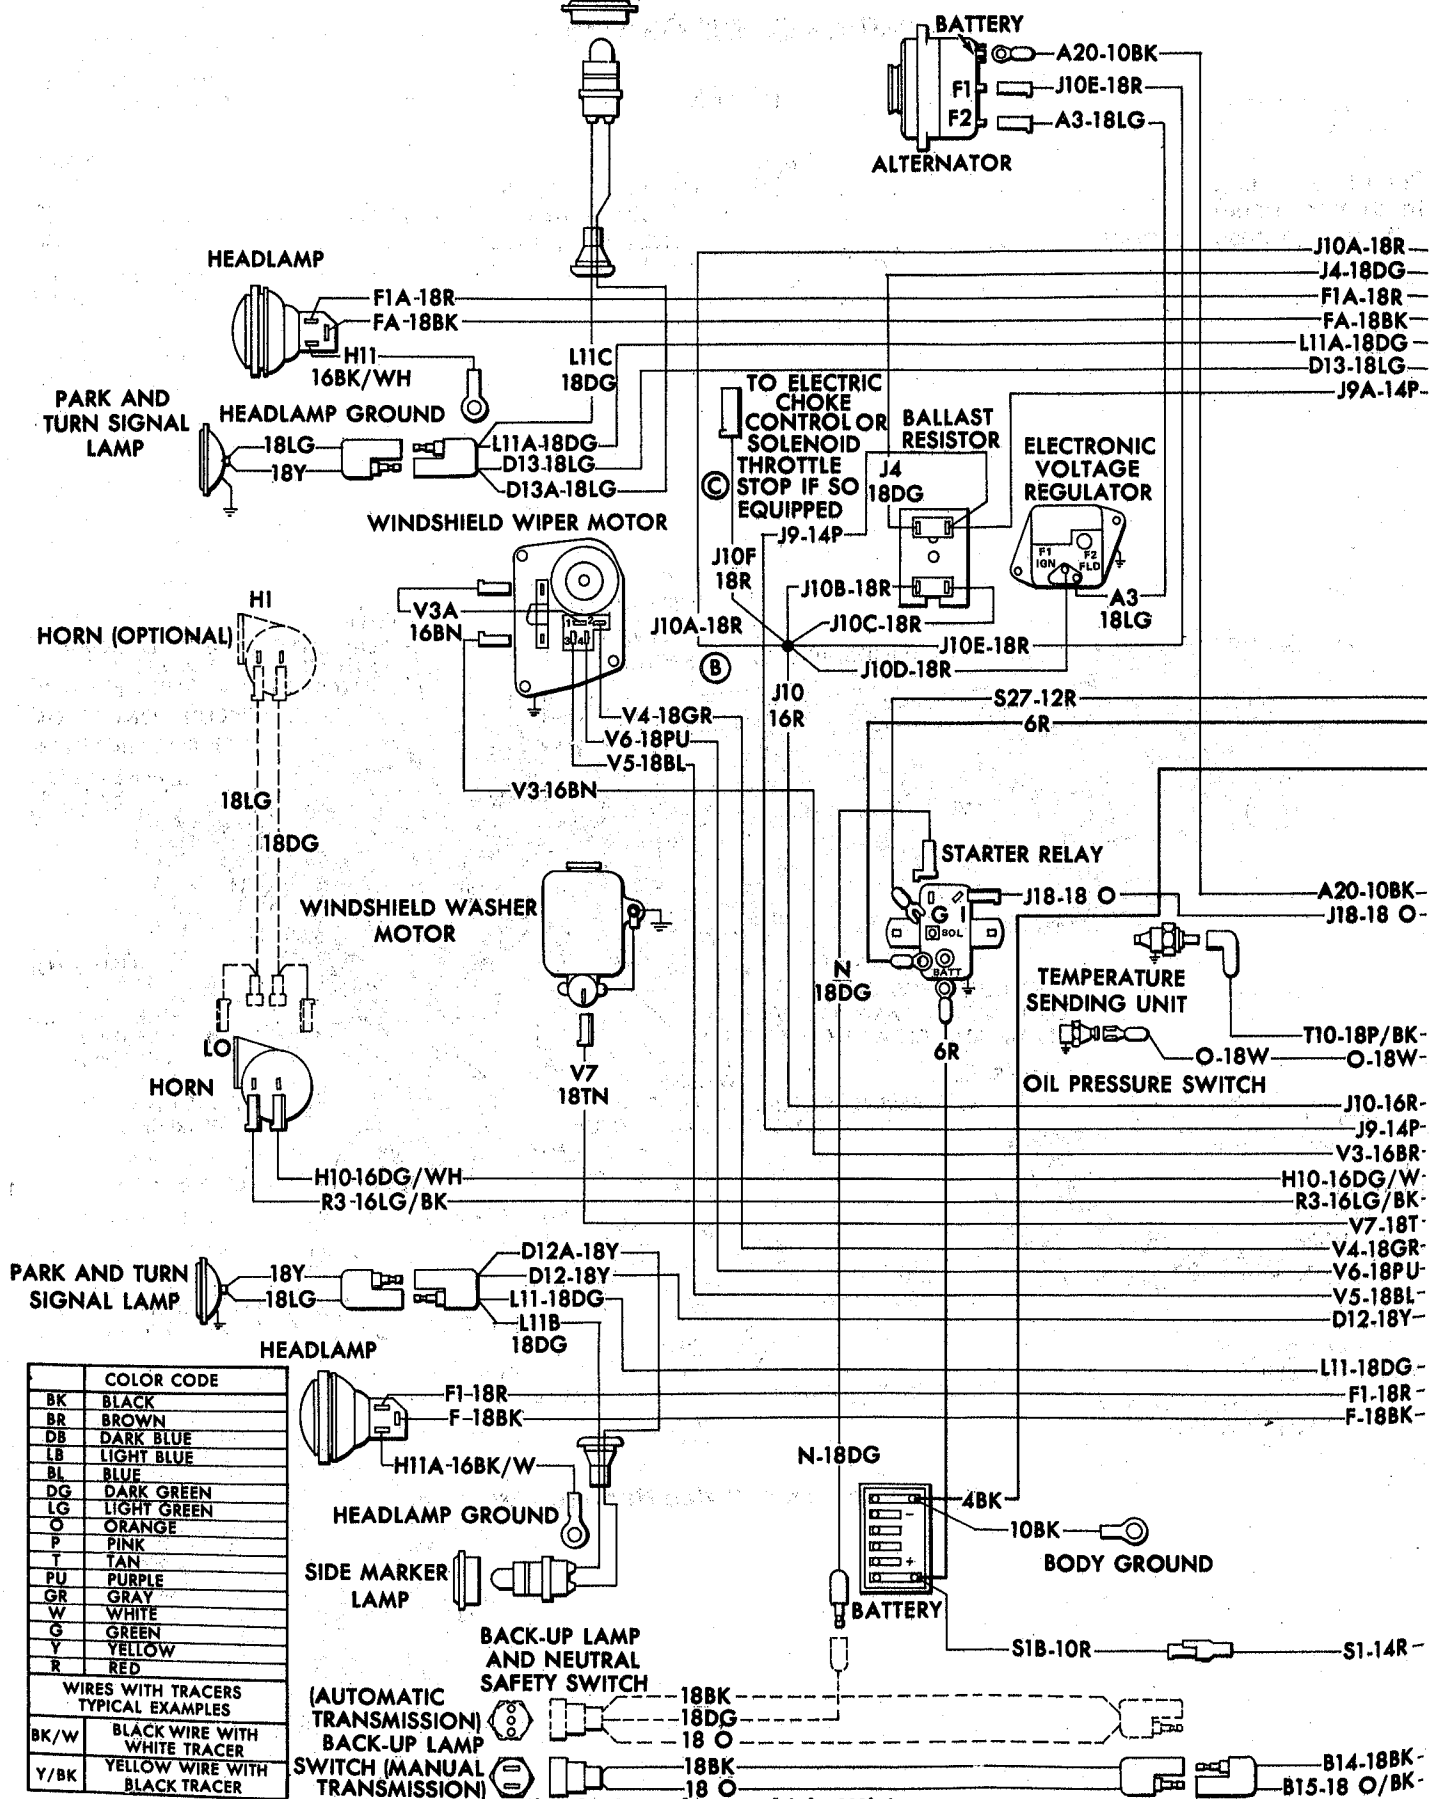 BATTERY
A20-10BK
F1
J10E-18R
F2
A3-18LG
ALTERNATOR
HEADLAMP
J10A-18R
J4-18DG
F1A-18R
F1A-18R
FA-18BK
FA-18BK
L11A-18DG
H11
16BK/WH
L11C
18DG
D13-18LG
J9A-14P
PARK AND
TURN SIGNAL
LAMP
HEADLAMP GROUND
18LG
18Y
L11A-18DG
D13-18LG
D13A-18LG
TO ELECTRIC
CHOKE
CONTROL OR
SOLENOID
THROTTLE
STOP IF SO
EQUIPPED
C
BALLAST
RESISTOR
J4
18DG
ELECTRONIC
VOLTAGE
REGULATOR
F1
IGN
F2
FLD
WINDSHIELD WIPER MOTOR
J9-14P
J10F
18R
J10B-18R
J10C-18R
A3
18LG
V3A
16BN
1
2
3
4
J10A-18R
J10E-18R
B
J10D-18R
J10
16R
HI
HORN (OPTIONAL)
S27-12R
6R
V4-18GR
V6-18PU
V5-18BL
V3-16BN
18LG
18DG
STARTER RELAY
J18-18 O
G I
SOL
BATT
A20-10BK
J18-18 O
WINDSHIELD WASHER
MOTOR
N
18DG
TEMPERATURE
SENDING UNIT
6R
T10-18P/BK
O-18W
O-18W
OIL PRESSURE SWITCH
LO
HORN
V7
18TN
J10-16R
J9-14P
V3-16BR
H10-16DG/WH
H10-16DG/W
R3-16LG/BK
R3-16LG/BK
V7-18T
V4-18GR
V6-18PU
V5-18BL
D12-18Y
PARK AND TURN
SIGNAL LAMP
18Y
18LG
D12A-18Y
D12-18Y
L11-18DG
L11B
18DG
HEADLAMP
L11-18DG
F1-18R
F1-18R
F-18BK
F-18BK
H11A-16BK/W
HEADLAMP GROUND
N-18DG
4BK
10BK
BODY GROUND
-
+
BATTERY
SIDE MARKER
LAMP
S1B-10R
S1-14R
COLOR CODE
BK BLACK
BR BROWN
DB DARK BLUE
LB LIGHT BLUE
BL BLUE
DG DARK GREEN
LG LIGHT GREEN
O ORANGE
P PINK
T TAN
PU PURPLE
GR GRAY
W WHITE
G GREEN
Y YELLOW
R RED
WIRES WITH TRACERS
TYPICAL EXAMPLES
BK/W BLACK WIRE WITH
WHITE TRACER
Y/BK YELLOW WIRE WITH
BLACK TRACER
BACK-UP LAMP
AND NEUTRAL
SAFETY SWITCH
(AUTOMATIC
TRANSMISSION)
18BK
18DG
18 O
BACK-UP LAMP
SWITCH (MANUAL
TRANSMISSION)
18BK
18 O
B14-18BK
B15-18 O/BK